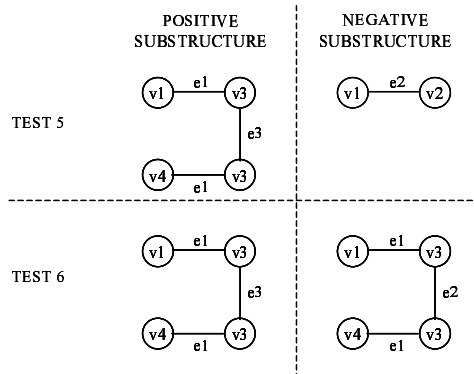 POSITIVE
SUBSTRUCTURE
NEGATIVE
SUBSTRUCTURE
TEST 5
v1 e1 v3
e3
v4 e1 v3
v1 e2 v2
TEST 6
v1 e1 v3
e3
v4 e1 v3
v1 e1 v3
e2
v4 e1 v3